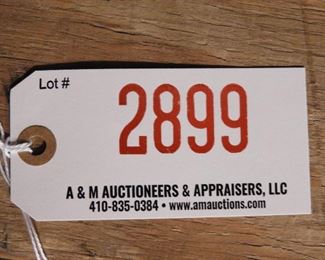 Lot #
2899
A & M AUCTIONEERS & APPRAISERS, LLC
410-835-0384 • www.amauctions.com